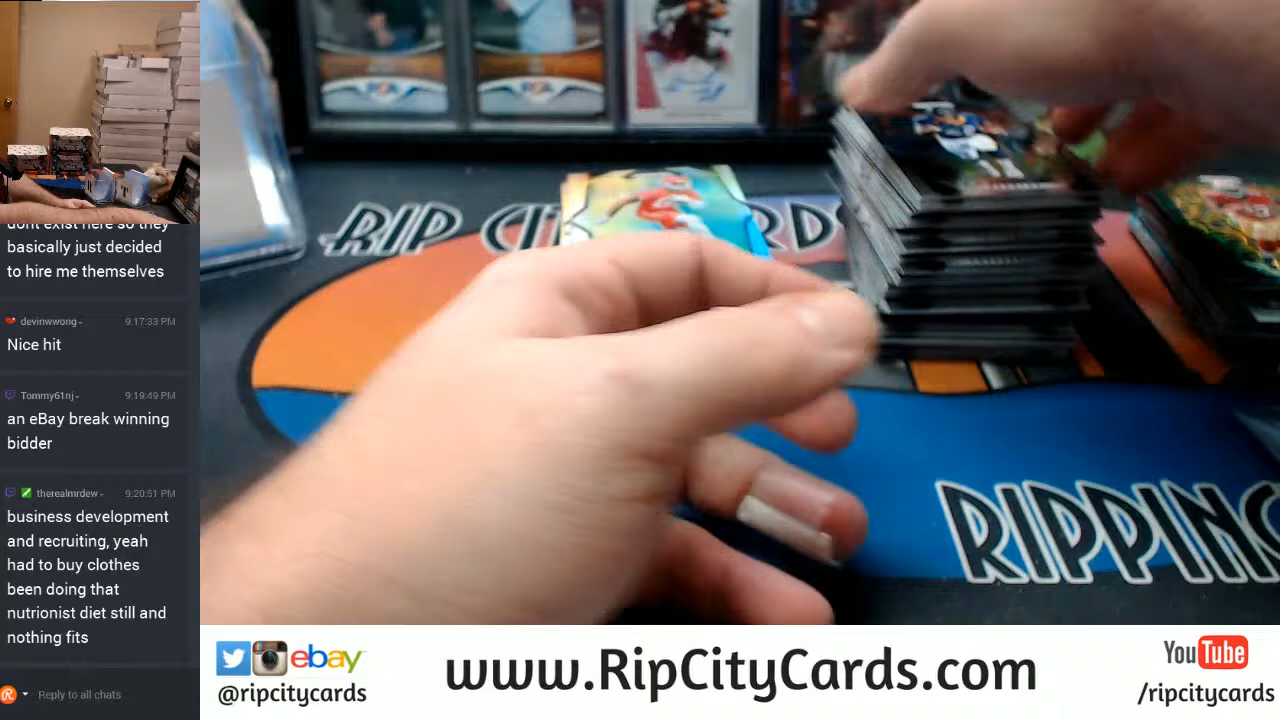 dont exist here so they
basically just decided
to hire me themselves
devinwwong- 9:17:33 PM
Nice hit
Tommy61nj- 9:19:49 PM
an eBay break winning
bidder
therealmrdew- 9:20:51 PM
business development
and recruiting, yeah
had to buy clothes
been doing that
nutrionist diet still and
nothing fits
Reply to all chats
RIP
RIPPING
ebay
@ripcitycards
www.RipCityCards.com
YouTube
/ripcitycards